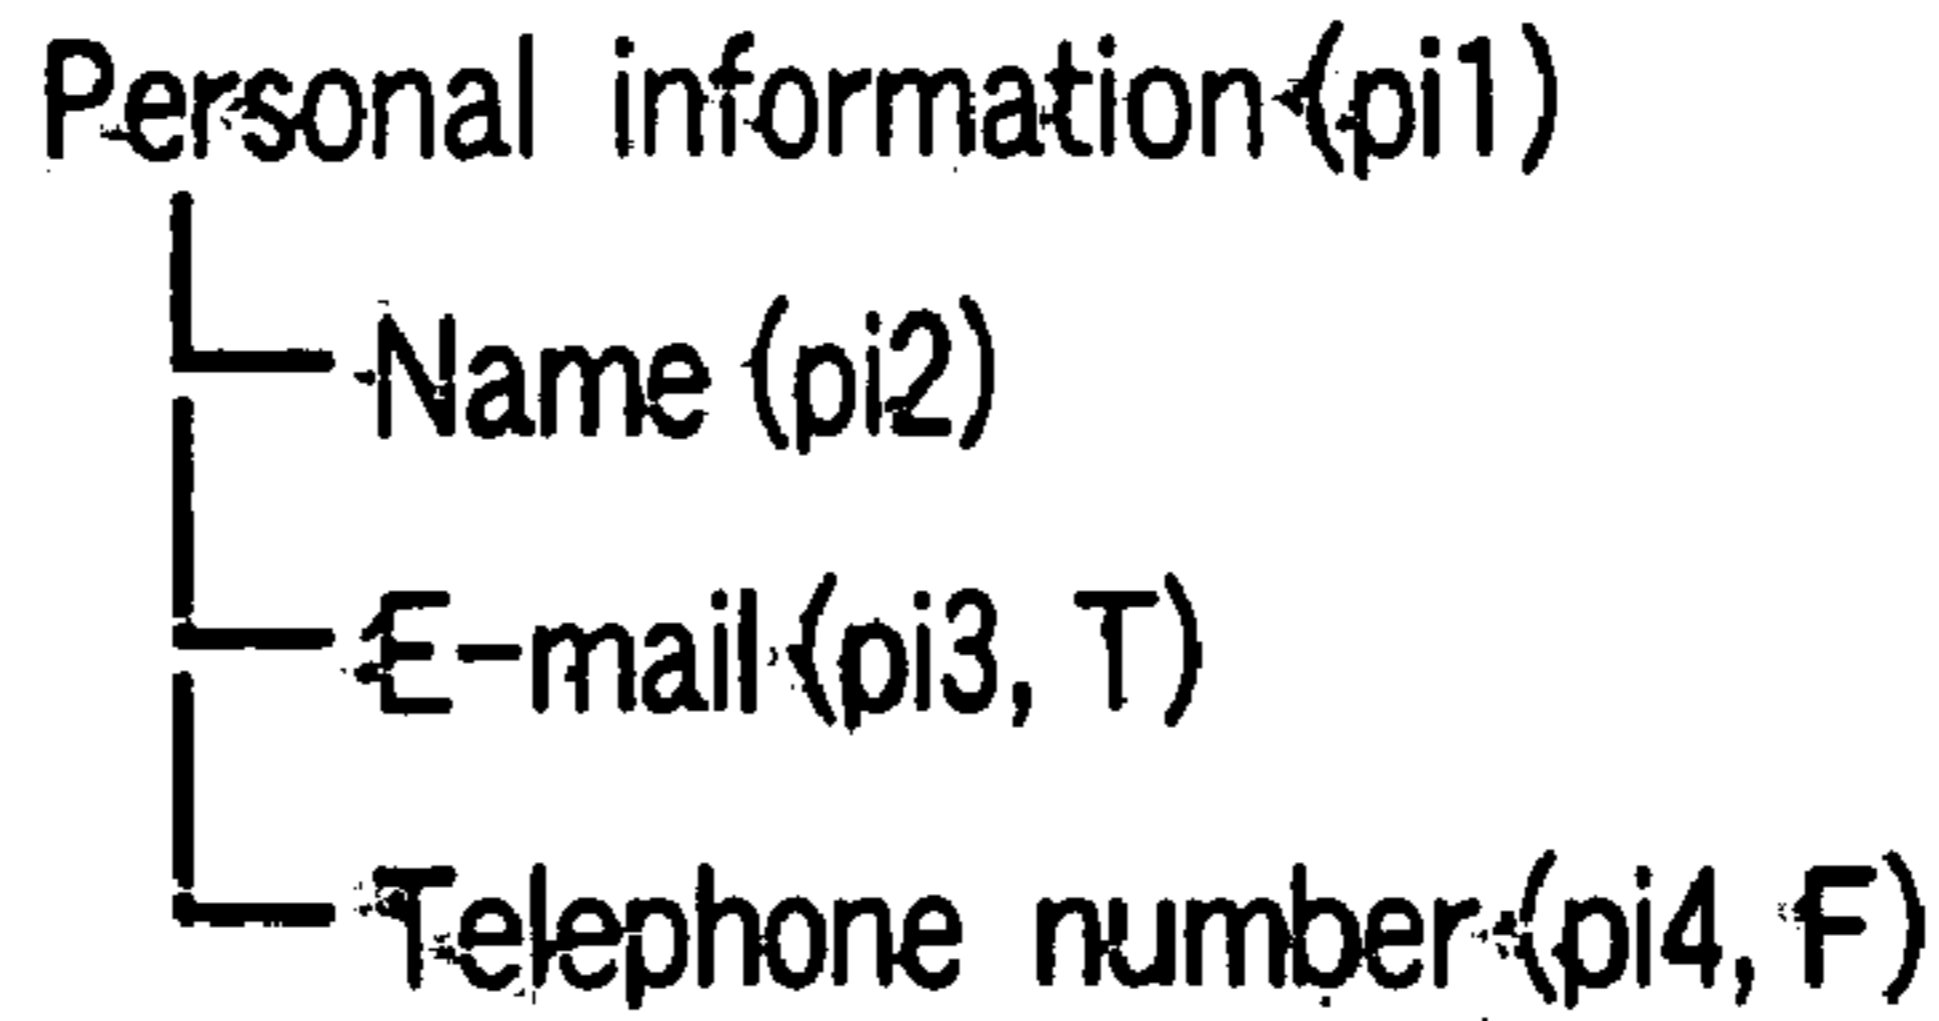 Personal information (pi1)
Name (pi2)
E-mail (pi3, T)
Telephone number (pi4, F)